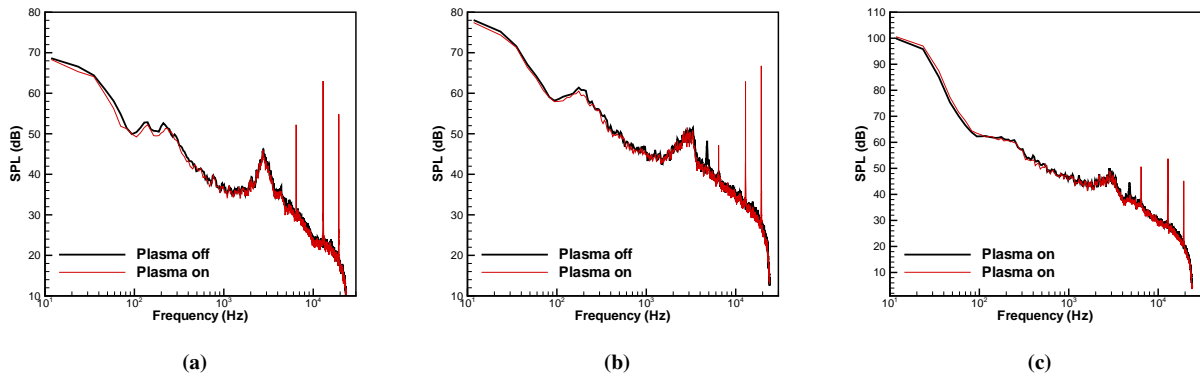 80
70
60
50
40
30
20
10
SPL (dB)
Plasma off
Plasma on
10¹ 10² 10³ 10⁴
Frequency (Hz)
(a)
80
70
60
50
40
30
20
10
SPL (dB)
Plasma off
Plasma on
10¹ 10² 10³ 10⁴
Frequency (Hz)
(b)
110
100
90
80
70
60
50
40
30
20
10
SPL (dB)
Plasma on
Plasma on
10¹ 10² 10³ 10⁴
Frequency (Hz)
(c)